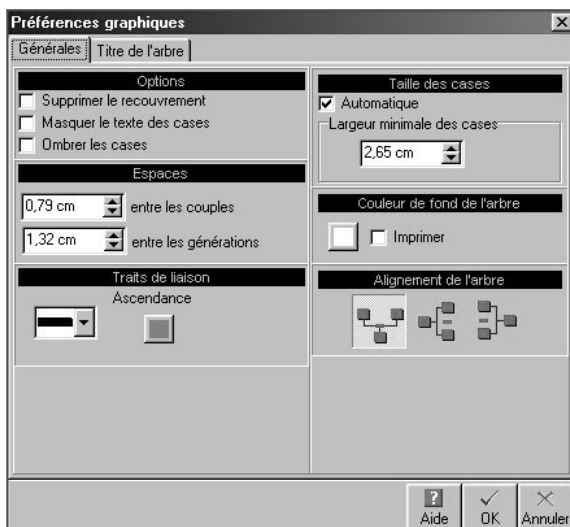 Préférences graphiques
Générales
Titre de l'arbre
Options
Supprimer le recouvrement
Masquer le texte des cases
Ombrer les cases
Espaces
0,79 cm entre les couples
1,32 cm entre les générations
Traits de liaison
Ascendance
Taille des cases
Automatique
Largeur minimale des cases
2,65 cm
Couleur de fond de l'arbre
Imprimer
Alignement de l'arbre
?
Aide
OK
Annuler